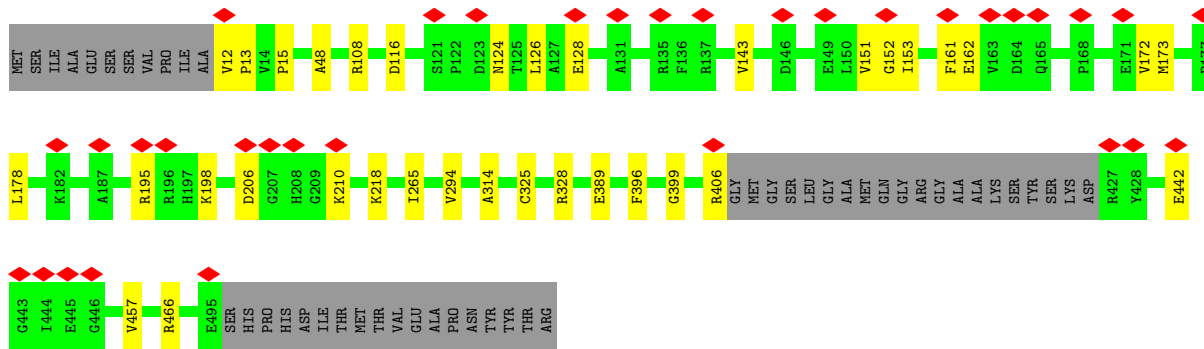 MET SER ILE ALA GLU SER SER VAL PRO ILE ALA V12 P13 V14 P15 A48 R108 D116 S121 P122 D123 N124 T125 L126 A127 E128 A131 R135 F136 R137 V143 D146 E149 L150 V151 G152 I153 F161 E162 V163 D164 Q165 P168 E171 V172 M173
L178 K182 A187 R195 R196 H197 K198 D206 G207 H208 G209 K210 K218 I265 V294 A314 C325 R328 E389 F396 G399 R406 GLY MET GLY SER LEU GLY ALA MET GLN GLY ARG GLY ALA ALA LYS SER TYR SER LYS ASP R427 Y428 E442
G443 I444 E445 G446 V457 R466 E495 SER HIS PRO HIS ASP ILE THR MET THR VAL GLU ALA PRO ASN TYR TYR THR ARG